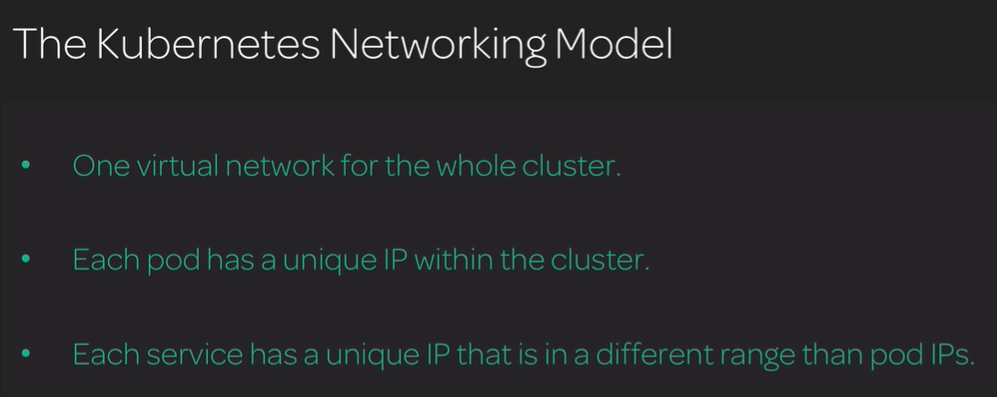 The Kubernetes Networking Model
• One virtual network for the whole cluster.
• Each pod has a unique IP within the cluster.
• Each service has a unique IP that is in a different range than pod IPs.